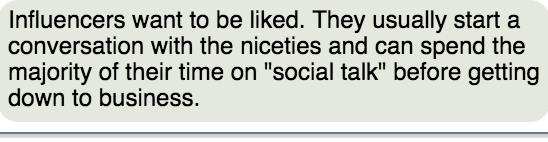 Influencers want to be liked. They usually start a
conversation with the niceties and can spend the
majority of their time on "social talk" before getting
down to business.